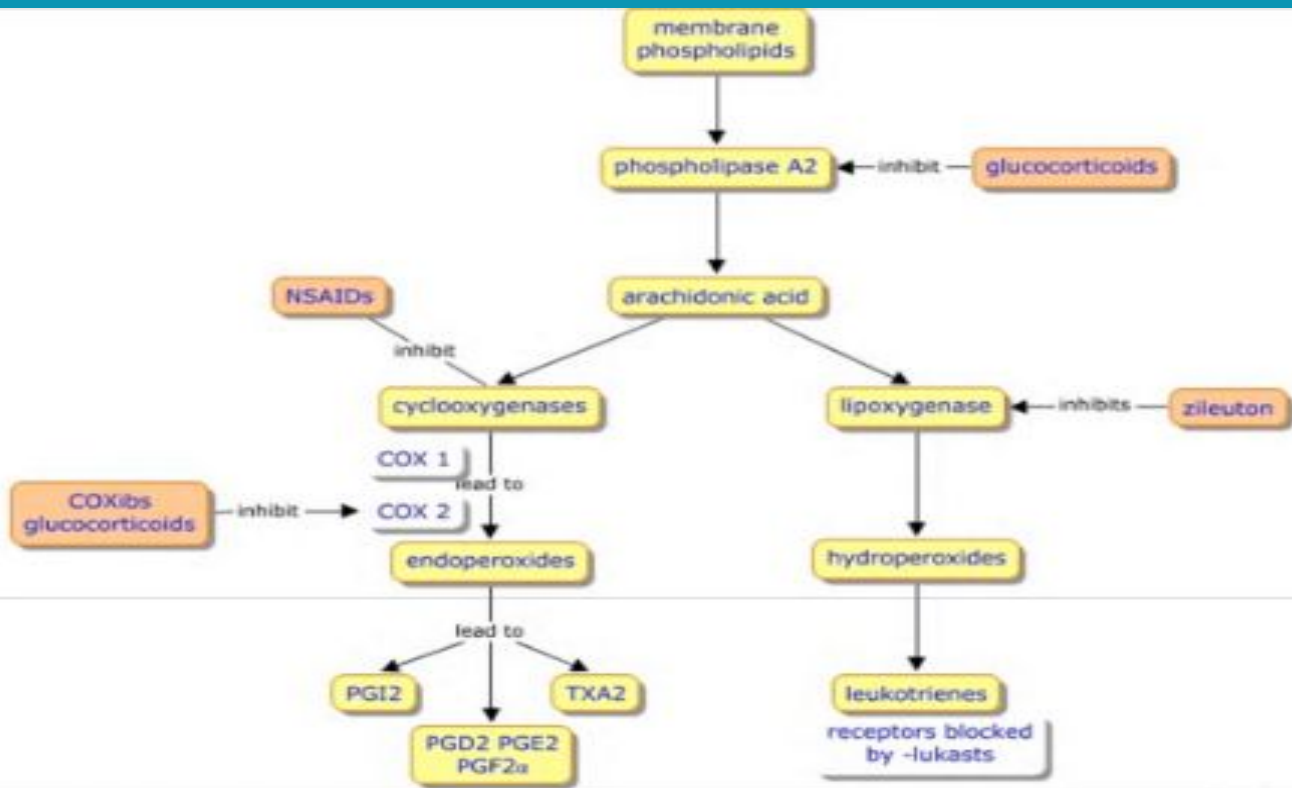 membrane
phospholipids
phospholipase A2
inhibit
glucocorticoids
NSAIDs
arachidonic acid
inhibit
cyclooxygenases
lipoxygenase
inhibits
zileuton
COX 1
lead to
COXibs
glucocorticoids
inhibit
COX 2
endoperoxides
hydroperoxides
lead to
PGI2
TXA2
leukotrienes
PGD2 PGE2
PGF2α
receptors blocked
by -lukasts